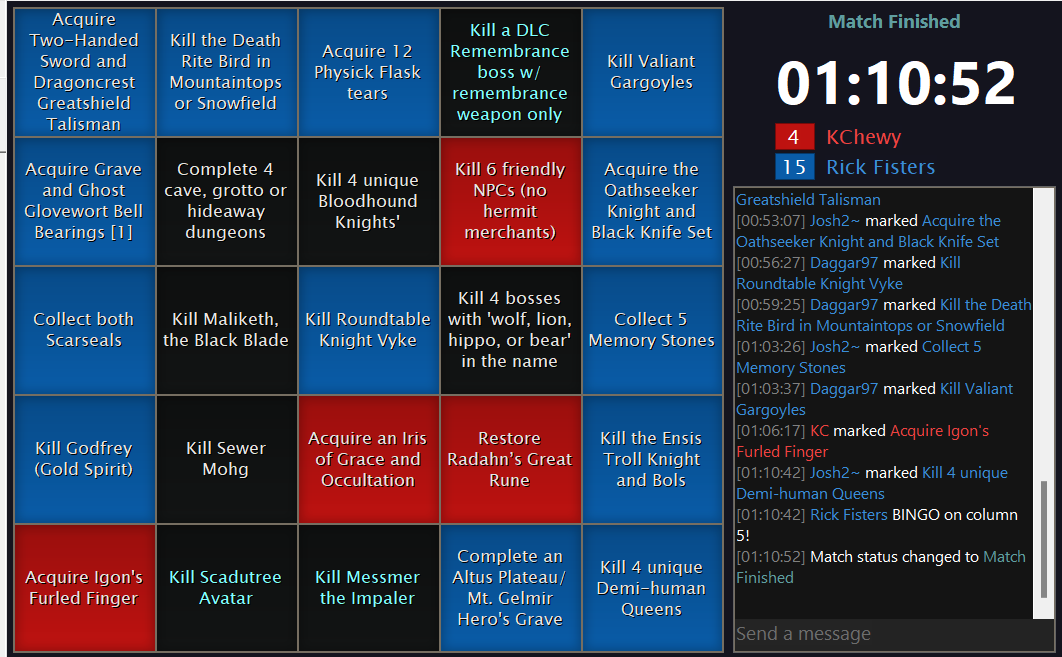 Acquire
Two-Handed
Sword and
Dragoncrest
Greatshield
Talisman
Kill the Death
Rite Bird in
Mountaintops
or Snowfield
Acquire 12
Physick Flask
tears
Kill a DLC
Remembrance
boss w/
remembrance
weapon only
Kill Valiant
Gargoyles
Acquire Grave
and Ghost
Glovewort Bell
Bearings [1]
Complete 4
cave, grotto or
hideaway
dungeons
Kill 4 unique
Bloodhound
Knights'
Kill 6 friendly
NPCs (no
hermit
merchants)
Acquire the
Oathseeker
Knight and
Black Knife Set
Collect both
Scarseals
Kill Maliketh,
the Black Blade
Kill Roundtable
Knight Vyke
Kill 4 bosses
with 'wolf, lion,
hippo, or bear'
in the name
Collect 5
Memory Stones
Kill Godfrey
(Gold Spirit)
Kill Sewer
Mohg
Acquire an Iris
of Grace and
Occultation
Restore
Radahn's Great
Rune
Kill the Ensis
Troll Knight
and Bols
Acquire Igon's
Furled Finger
Kill Scadutree
Avatar
Kill Messmer
the Impaler
Complete an
Altus Plateau/
Mt. Gelmir
Hero's Grave
Kill 4 unique
Demi-human
Queens
Match Finished
01:10:52
4 KChewy
15 Rick Fisters
Greatshield Talisman
[00:53:07] Josh2~ marked Acquire the
Oathseeker Knight and Black Knife Set
[00:56:27] Daggar97 marked Kill
Roundtable Knight Vyke
[00:59:25] Daggar97 marked Kill the Death
Rite Bird in Mountaintops or Snowfield
[01:03:26] Josh2~ marked Collect 5
Memory Stones
[01:03:37] Daggar97 marked Kill Valiant
Gargoyles
[01:06:17] KC marked Acquire Igon's
Furled Finger
[01:10:42] Josh2~ marked Kill 4 unique
Demi-human Queens
[01:10:42] Rick Fisters BINGO on column
5!
[01:10:52] Match status changed to Match
Finished
Send a message